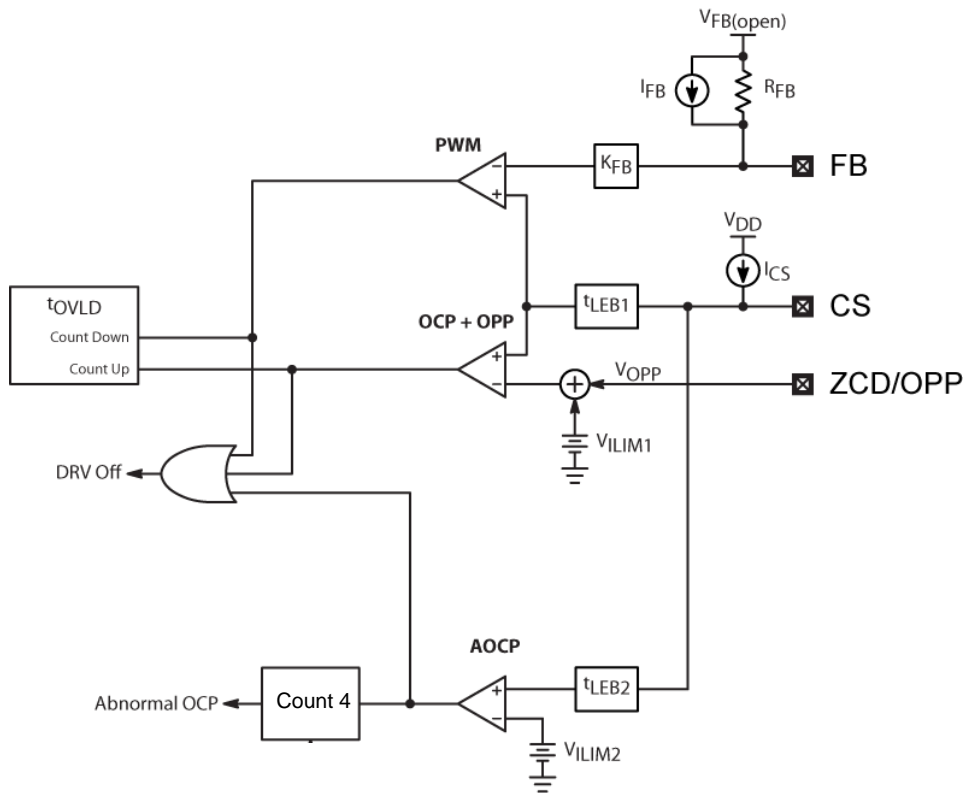 VFB(open)
IFB
RFB
PWM
−
+
KFB
FB
VDD
ICS
tOVLD
Count Down
Count Up
OCP + OPP
+
−
tLEB1
CS
+
VOPP
ZCD/OPP
VILIM1
DRV Off
AOCP
Abnormal OCP
Count 4
+
−
tLEB2
VILIM2